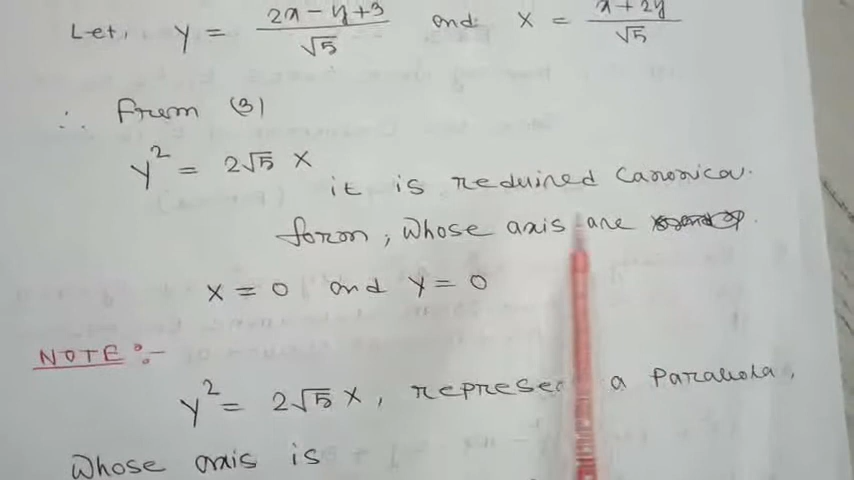 Let, Y = (2x - y + 3)/√5 and X = (x + 2y)/√5
∴ From (3)
Y² = 2√5 X
it is required canonical
form, whose axis are
X = 0 and Y = 0
NOTE :-
Y² = 2√5 X, represe a Parabola,
Whose axis is